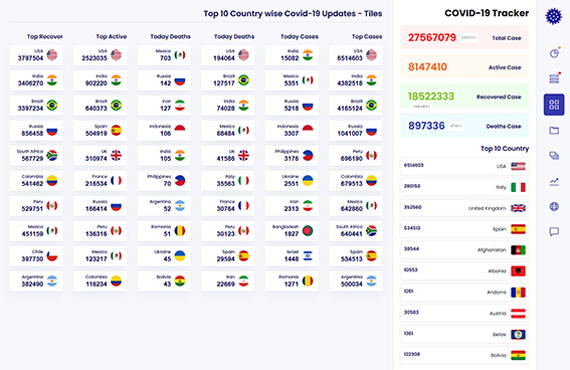 Top 10 Country wise Covid-19 Updates - Tiles
Top Recover Top Active Today Deaths Today Deaths Today Cases Top Cases
USA USA Mexico USA India USA
3797504 2523035 703 194064 15082 6514603
India India Russia Brazil Mexico India
3406270 902220 142 127517 5351 4382518
Brazil Brazil Iran India Russia Brazil
3397234 640373 127 74028 5218 4165124
Russia Spain Indonesia Mexico Indonesia Russia
856458 504919 106 68484 3307 1041007
South Africa UK India UK Philippines Peru
567729 310974 105 41586 3176 696190
Colombia France Philippines Italy Ukraine Colombia
541462 216534 70 35563 2551 679513
Peru Russia Argentina France Iran Mexico
529751 166414 52 30764 2313 642860
Mexico Peru Romania Peru Bangladesh South Africa
451159 136316 51 30123 1827 640441
Chile Mexico Ukraine Spain Israel Spain
397730 123217 45 29594 1448 534513
Argentina Colombia Bolivia Iran Romania Argentina
382490 116234 43 22669 1271 500034
COVID-19 Tracker
27567079 Total Case
8147410 Active Case
18522333 Recovered Case
897336 Deaths Case
Top 10 Country
6514603 USA
280153 Italy
352560 United Kingdom
534513 Spain
38544 Afghanistan
10553 Albania
1261 Andorra
30583 Austria
1361 Belize
122308 Bolivia